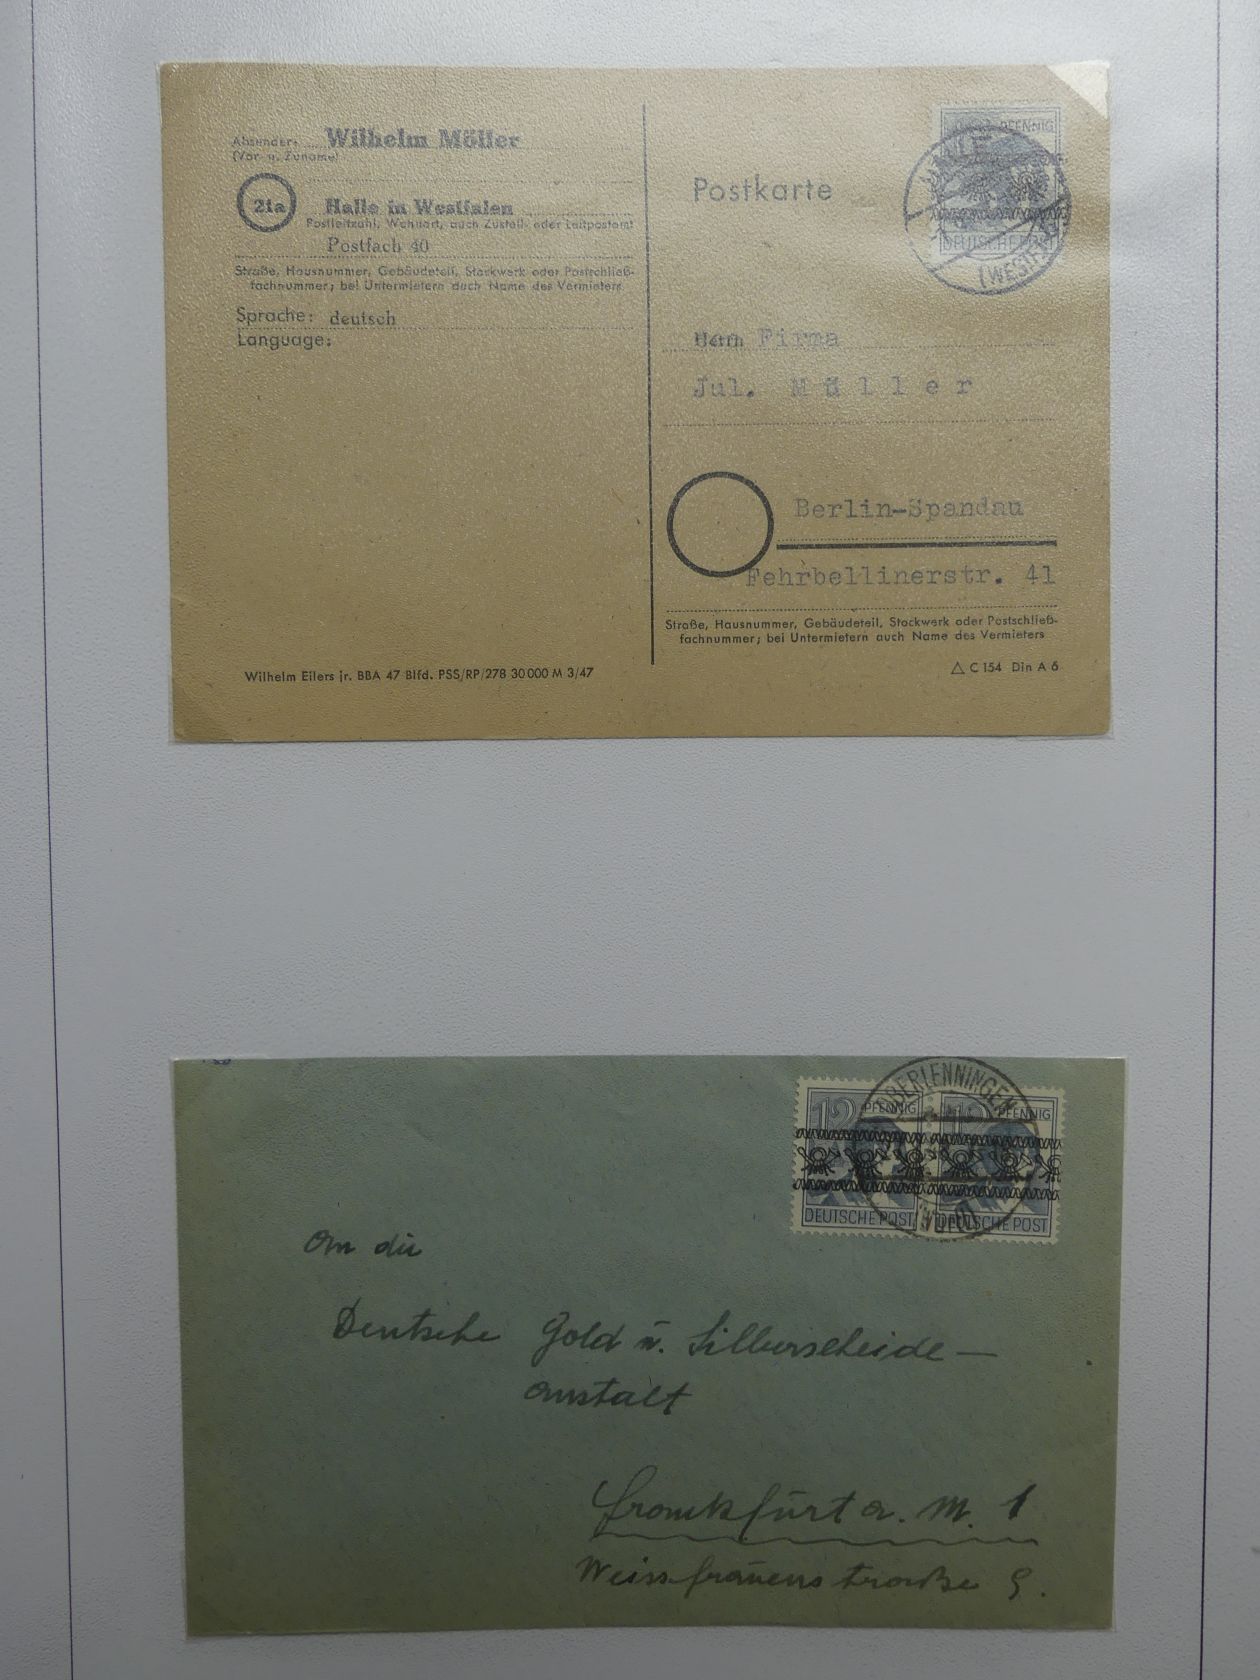 Absender: Wilhelm Möller
(Vor- u. Zuname)
21a Halle in Westfalen
Postleitzahl, Wohnort, auch Zustell- oder Leitpostamt
Postfach 40
Straße, Hausnummer, Gebäudeteil, Stockwerk oder Postschließ-
fachnummer; bei Untermietern auch Name des Vermieters
Sprache: deutsch
Language:
Wilhelm Eilers jr. BBA 47 Blfd. PSS/RP/278 30 000 M 3/47
Postkarte
PFENNIG
DEUTSCHE POST
HALLE
(WESTF)
Herrn Firma
Jul. Müller
Berlin-Spandau
Fehrbellinerstr. 41
Straße, Hausnummer, Gebäudeteil, Stockwerk oder Postschließ-
fachnummer; bei Untermietern auch Name des Vermieters
C 154 Din A 6
12 PFENNIG 12 PFENNIG
DEUTSCHE POST DEUTSCHE POST
OBERLENNINGEN
An die
Deutsche Gold u. Silberscheide-
anstalt
Frankfurt a. M. 1
Weissfrauenstraße 9.